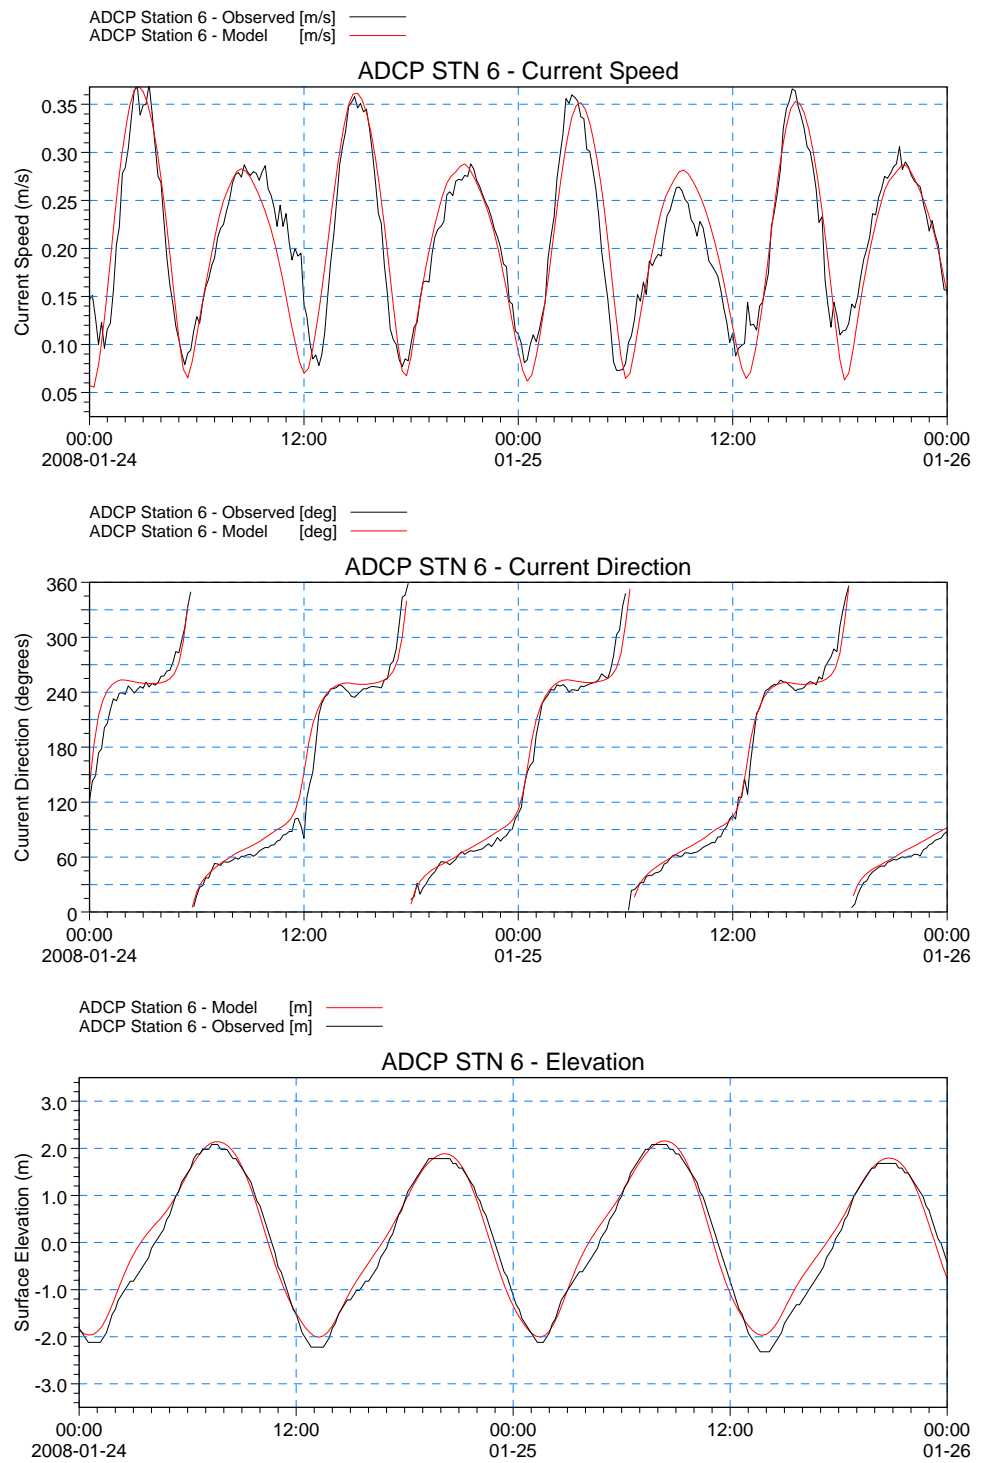 ADCP Station 6 - Observed [m/s]
ADCP Station 6 - Model [m/s]
ADCP STN 6 - Current Speed
Current Speed (m/s)
0.35
0.30
0.25
0.20
0.15
0.10
0.05
00:00 12:00 00:00 12:00 00:00
2008-01-24 01-25 01-26
ADCP Station 6 - Observed [deg]
ADCP Station 6 - Model [deg]
ADCP STN 6 - Current Direction
Cuurent Direction (degrees)
360
300
240
180
120
60
0
00:00 12:00 00:00 12:00 00:00
2008-01-24 01-25 01-26
ADCP Station 6 - Model [m]
ADCP Station 6 - Observed [m]
ADCP STN 6 - Elevation
Surface Elevation (m)
3.0
2.0
1.0
0.0
-1.0
-2.0
-3.0
00:00 12:00 00:00 12:00 00:00
2008-01-24 01-25 01-26